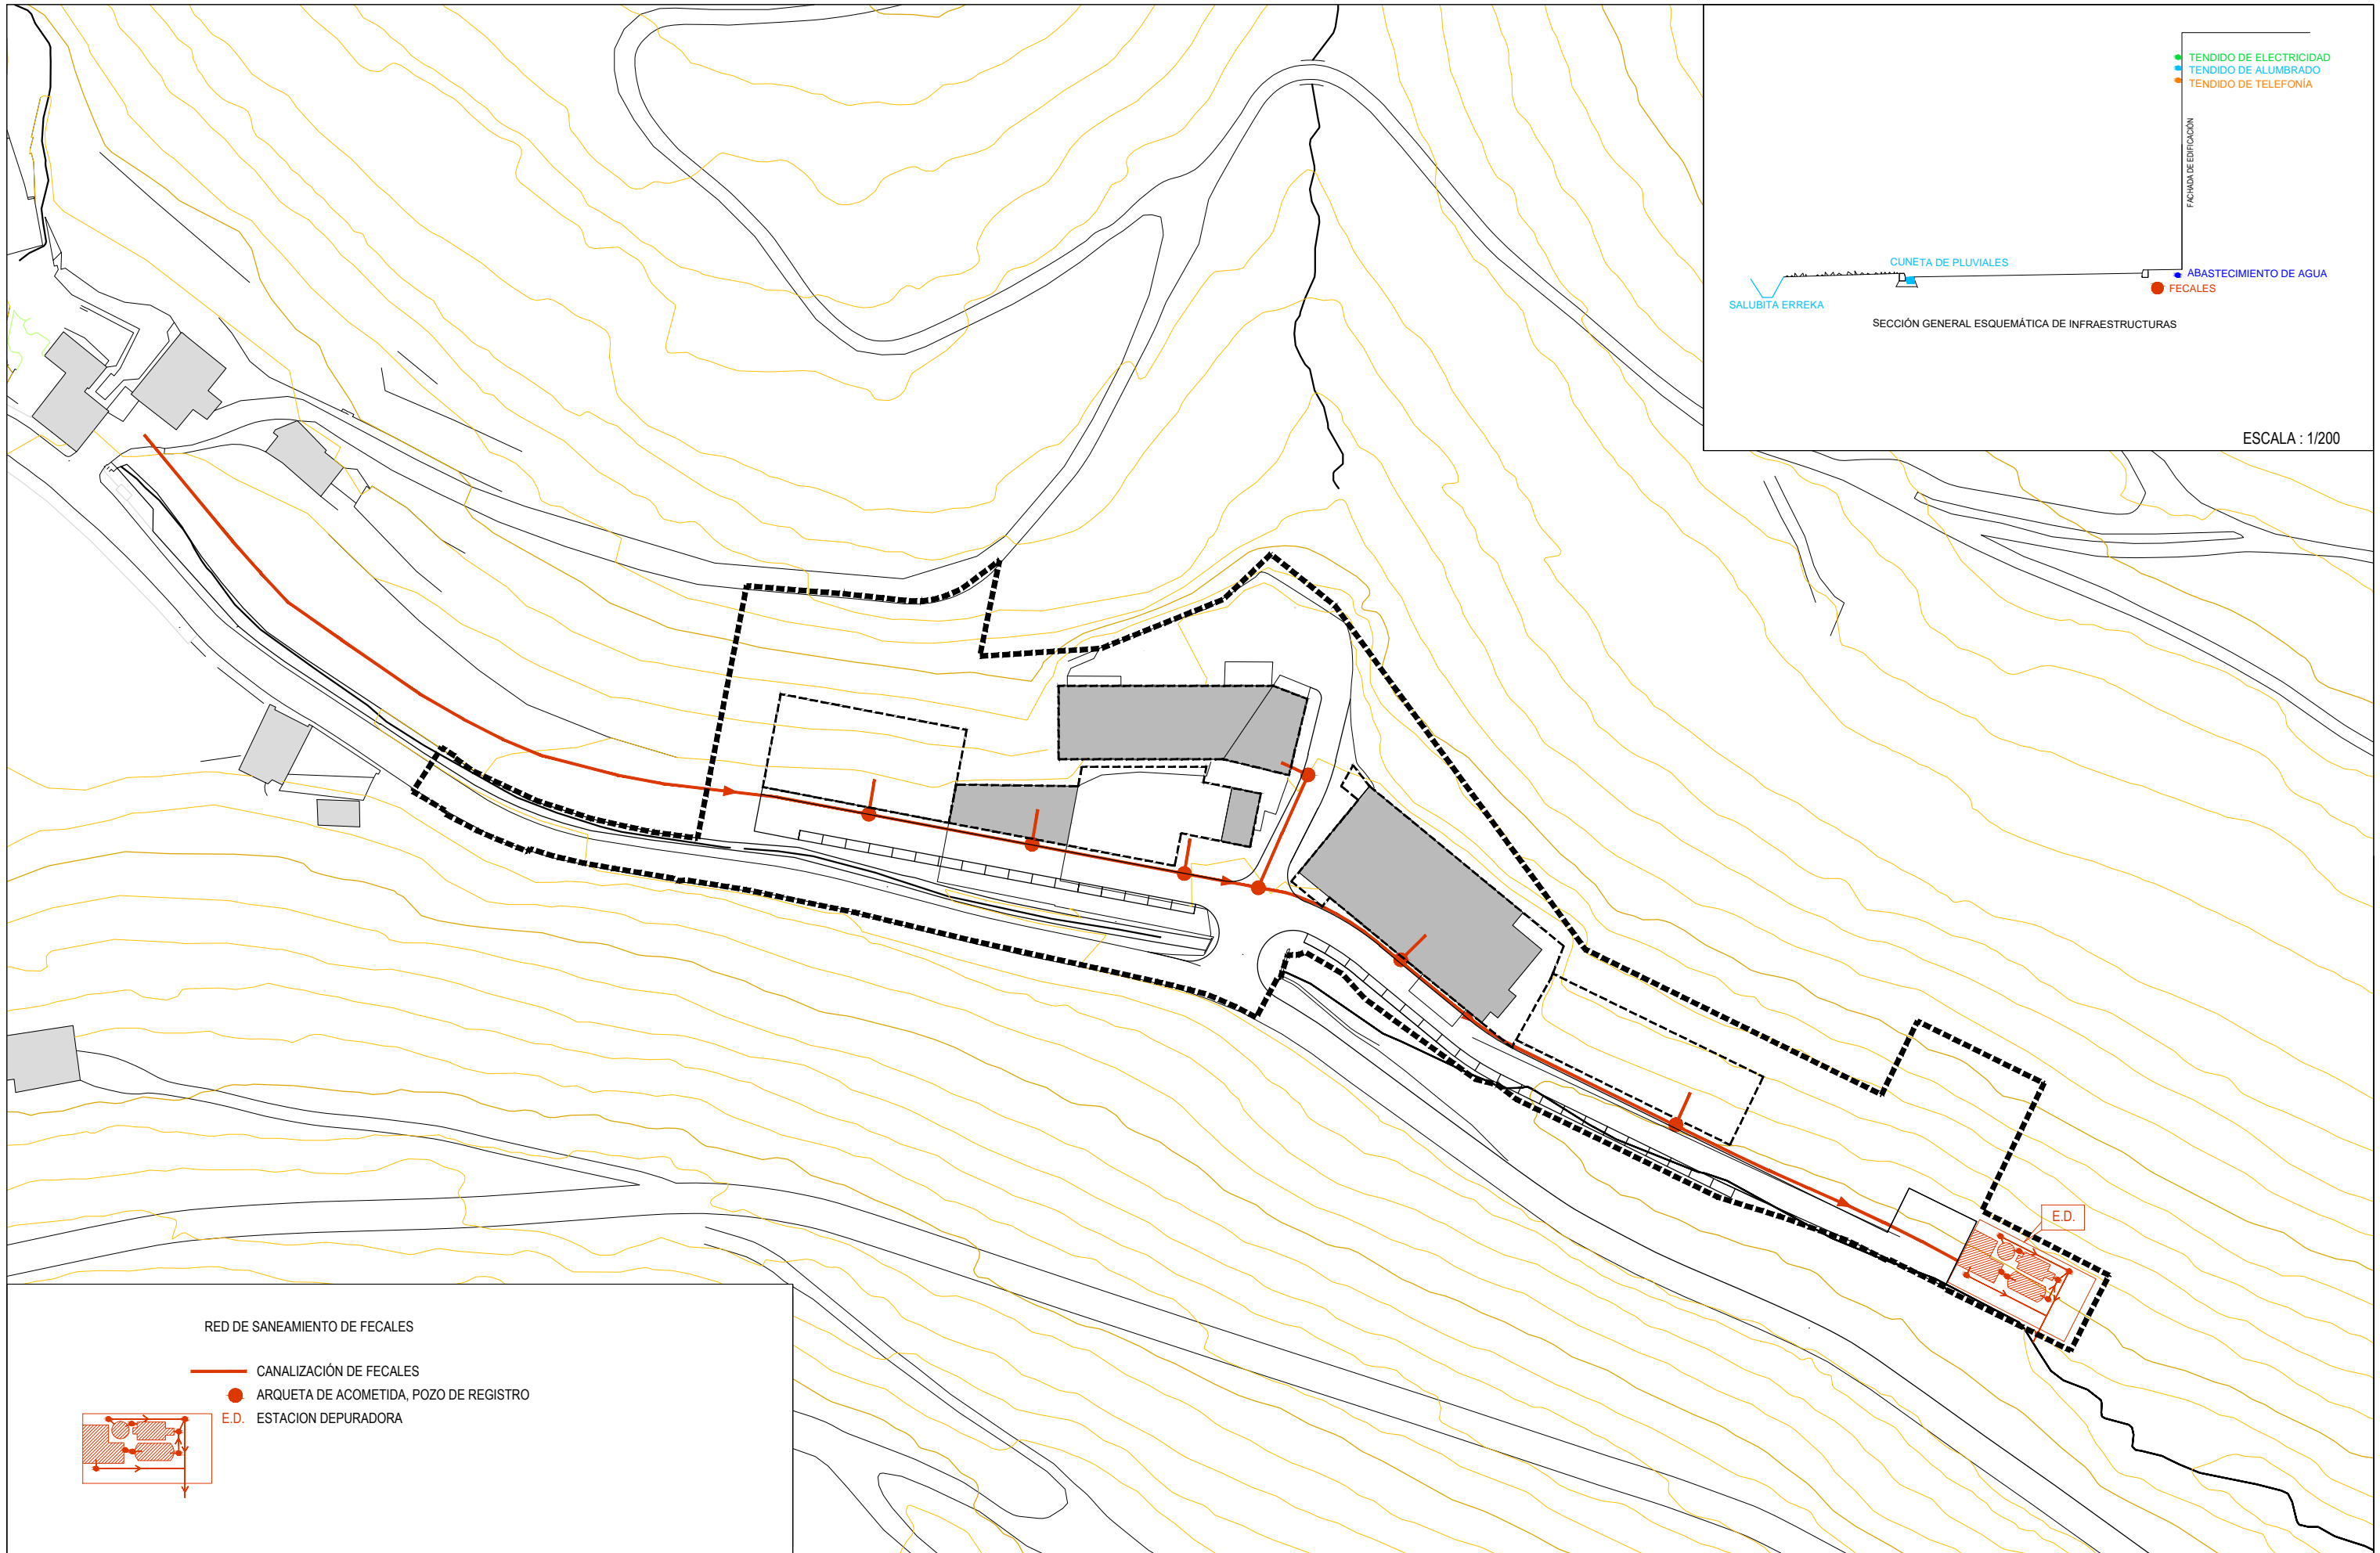 TENDIDO DE ELECTRICIDAD
TENDIDO DE ALUMBRADO
TENDIDO DE TELEFONÍA
FACHADA DE EDIFICACIÓN
CUNETA DE PLUVIALES
ABASTECIMIENTO DE AGUA
FECALES
SALUBITA ERREKA
SECCIÓN GENERAL ESQUEMÁTICA DE INFRAESTRUCTURAS
ESCALA : 1/200
E.D.
RED DE SANEAMIENTO DE FECALES
CANALIZACIÓN DE FECALES
ARQUETA DE ACOMETIDA, POZO DE REGISTRO
E.D. ESTACION DEPURADORA